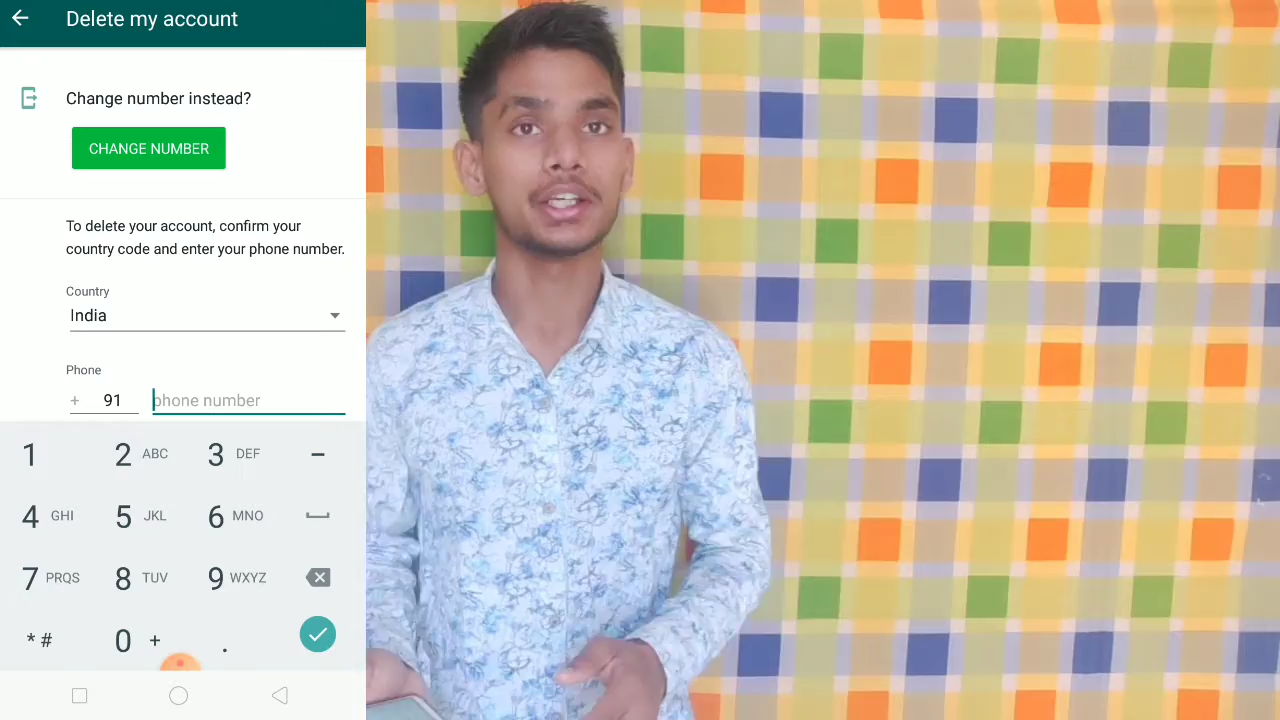 Delete my account
Change number instead?
CHANGE NUMBER
To delete your account, confirm your
country code and enter your phone number.
Country
India
Phone
+ 91 phone number
1 2 ABC 3 DEF -
4 GHI 5 JKL 6 MNO
7 PRQS 8 TUV 9 WXYZ
* # 0 + .